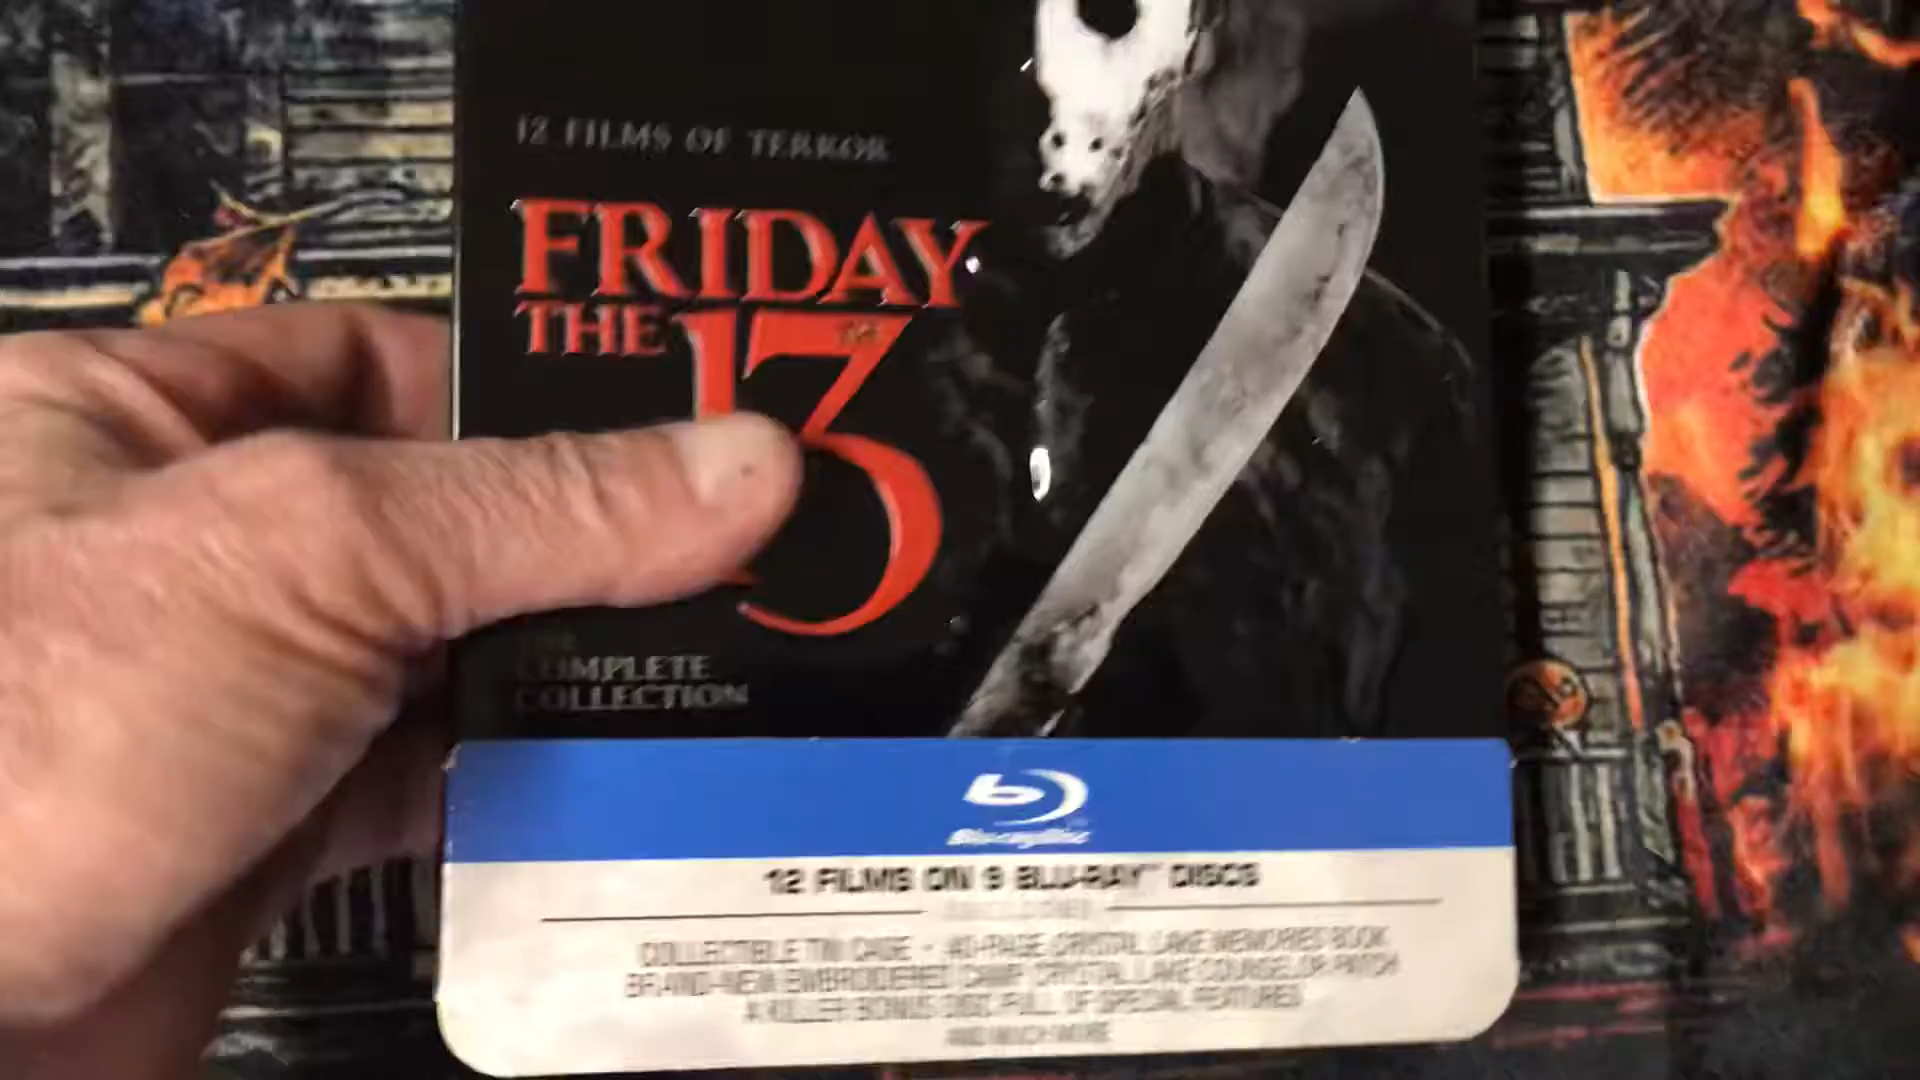 12 FILMS OF TERROR
FRIDAY
THE 13
COMPLETE
COLLECTION
Blu-ray Disc
12 FILMS ON 9 BLU-RAY™ DISCS
COLLECTIBLE TIN CASE • 40-PAGE CRYSTAL LAKE MEMORIES BOOK
BRAND-NEW EMBROIDERED CAMP CRYSTAL LAKE COUNSELOR PATCH
A KILLER BONUS DISC FULL OF SPECIAL FEATURES
AND MUCH MORE